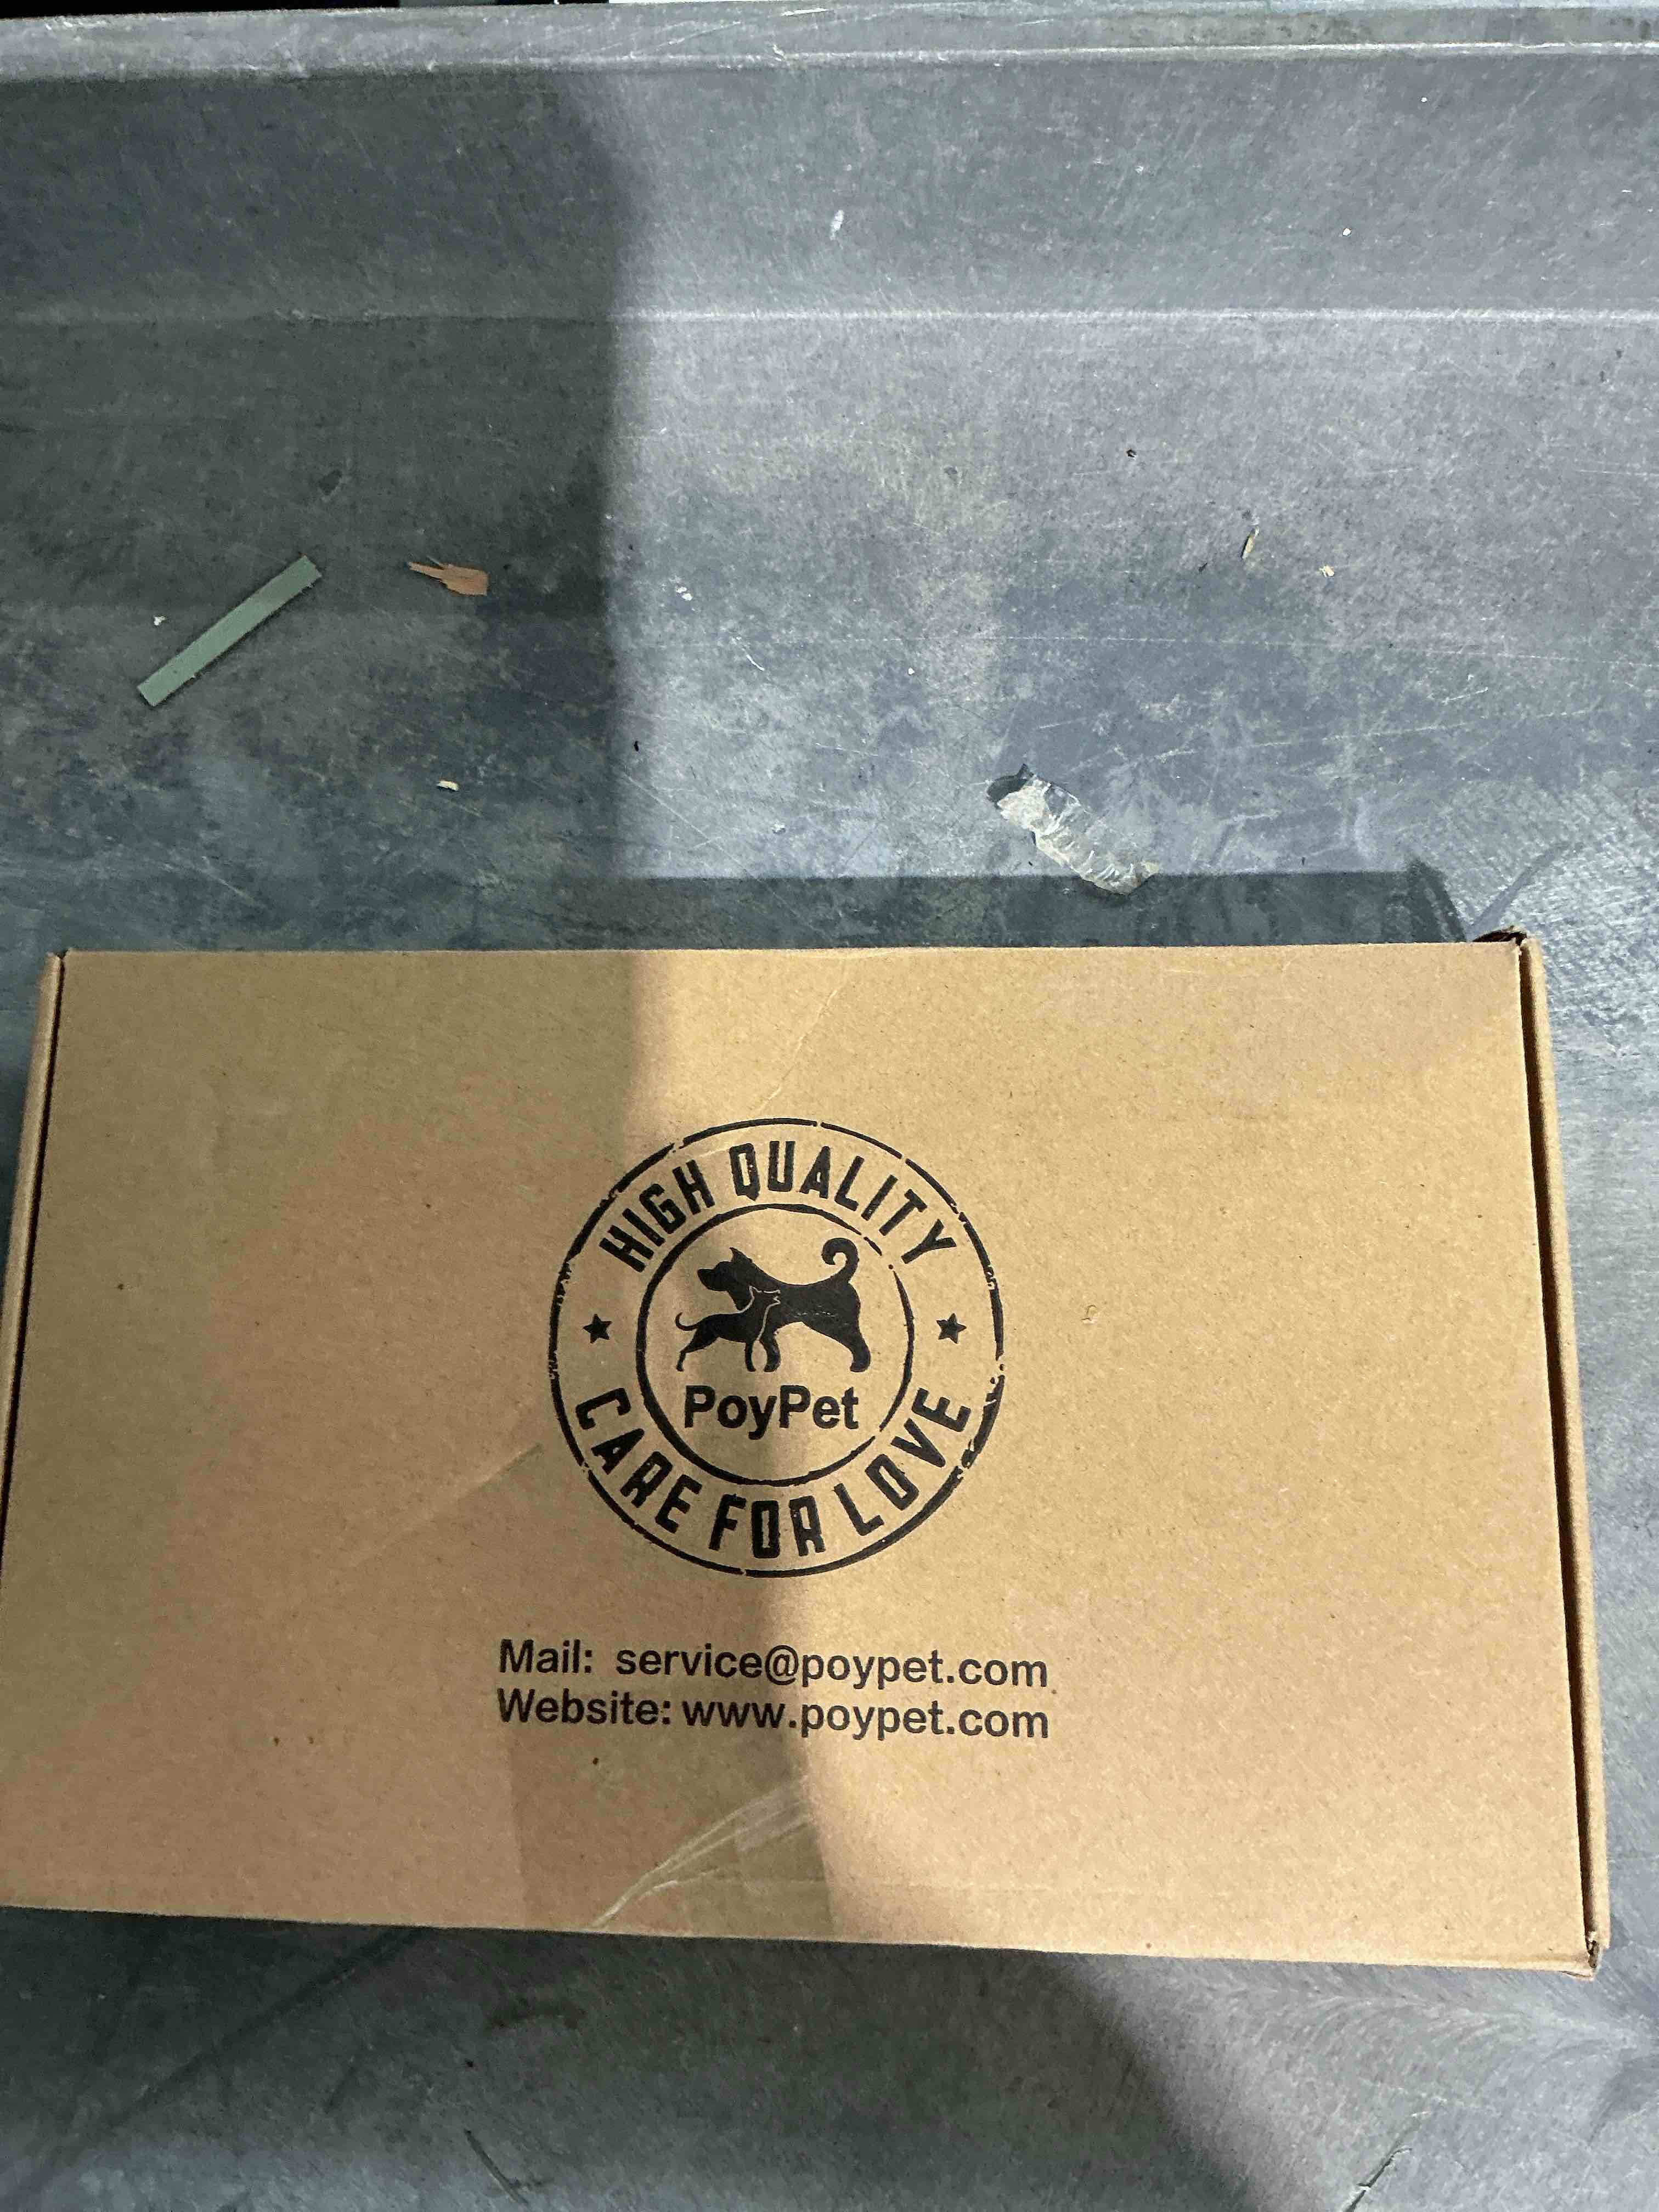 HIGH QUALITY
PoyPet
CARE FOR LOVE
Mail: service@poypet.com
Website: www.poypet.com